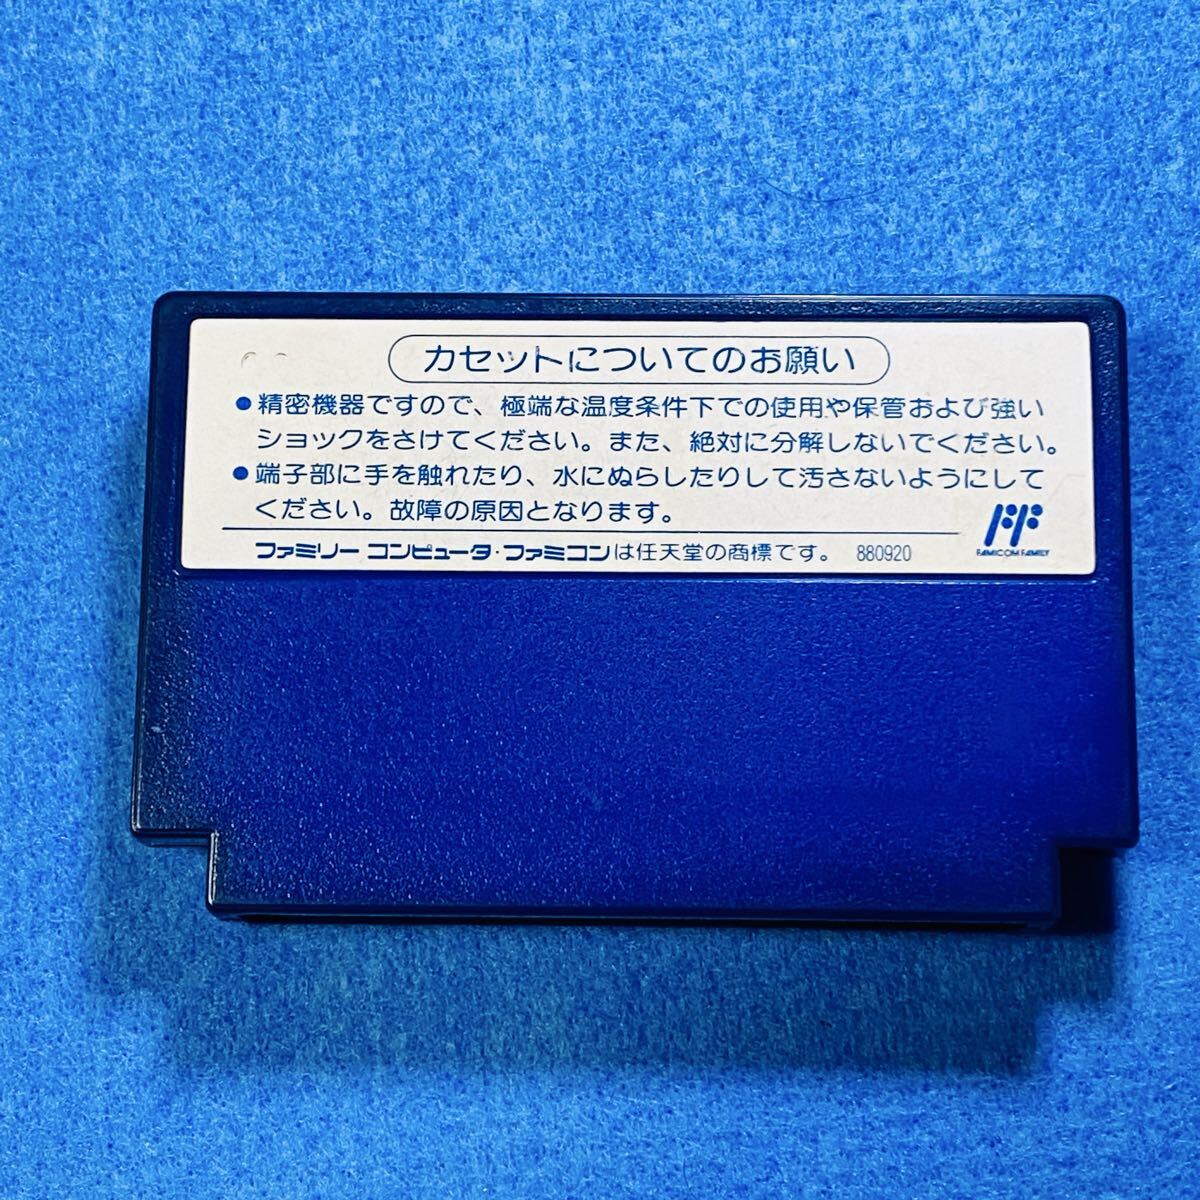 カセットについてのお願い
●精密機器ですので、極端な温度条件下での使用や保管および強い
ショックをさけてください。また、絶対に分解しないでください。
●端子部に手を触れたり、水にぬらしたりして汚さないようにして
ください。故障の原因となります。
ファミリー コンピュータ・ファミコンは任天堂の商標です。 880920
FF
FAMICOM FAMILY